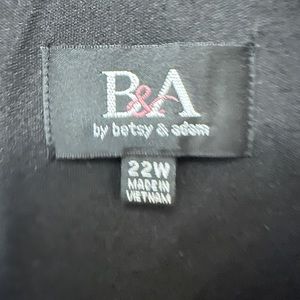 B&A
by betsy & adam
22W
MADE IN
VIETNAM